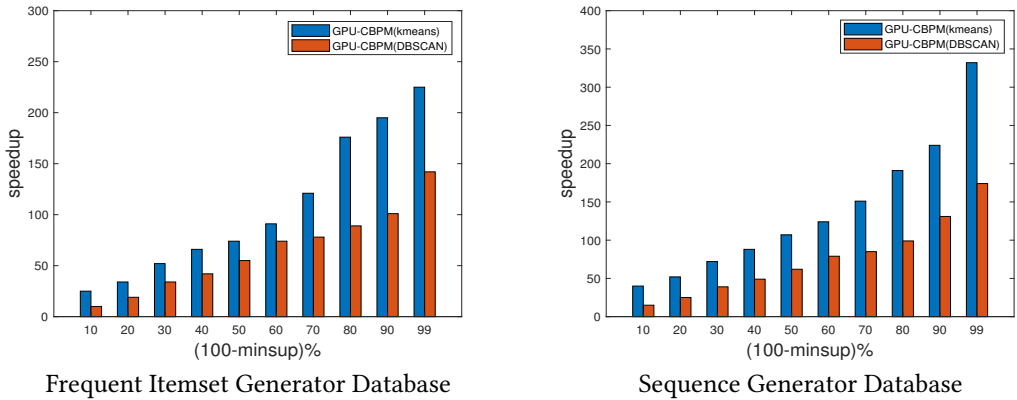 300
250
200
150
100
50
0
speedup
GPU-CBPM(kmeans)
GPU-CBPM(DBSCAN)
10 20 30 40 50 60 70 80 90 99
(100-minsup)%
Frequent Itemset Generator Database
400
350
300
250
200
150
100
50
0
speedup
GPU-CBPM(kmeans)
GPU-CBPM(DBSCAN)
10 20 30 40 50 60 70 80 90 99
(100-minsup)%
Sequence Generator Database